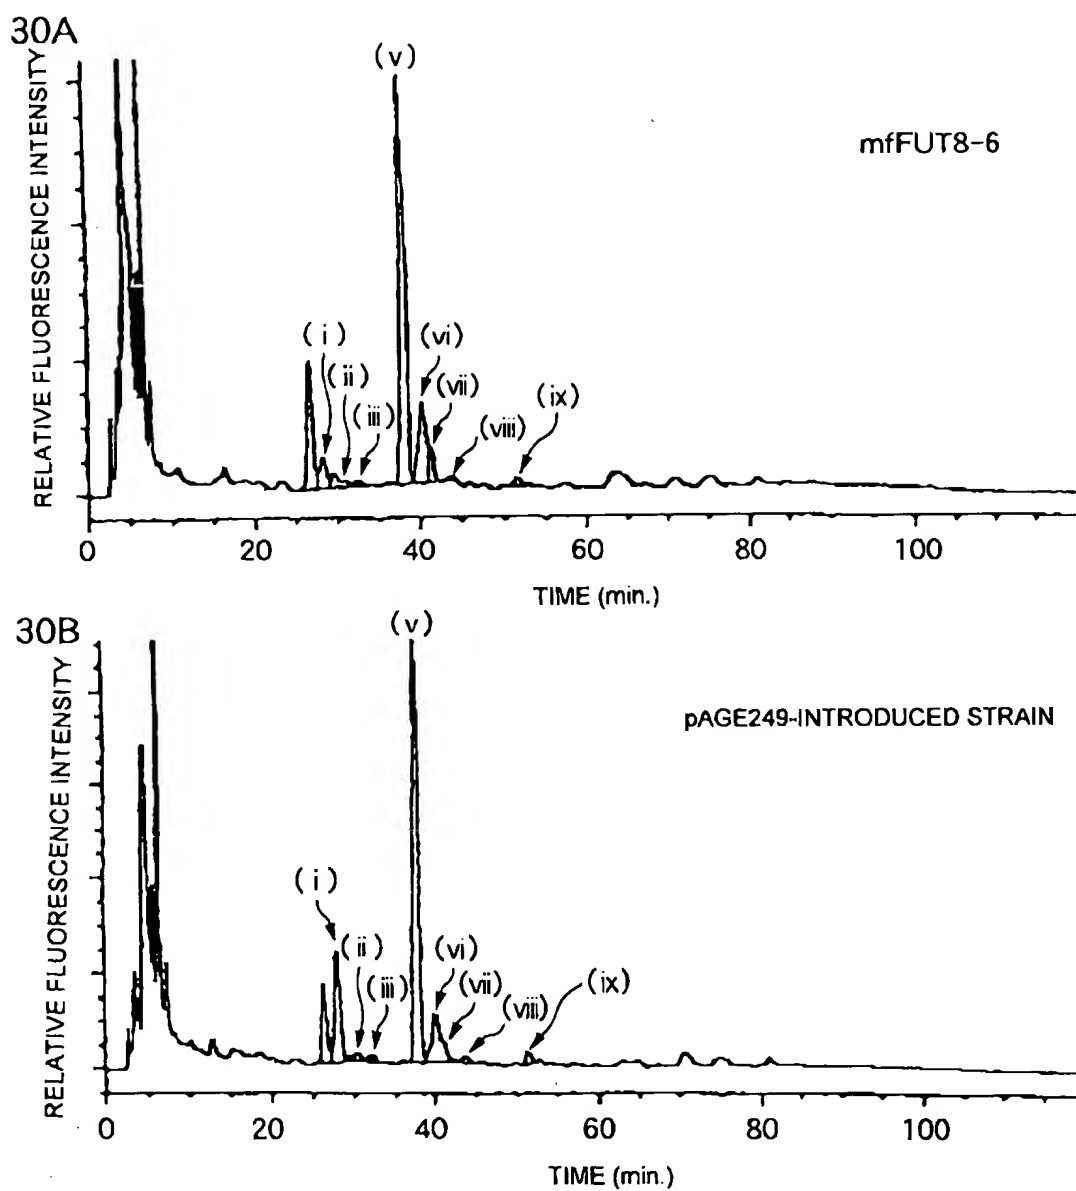 30A
RELATIVE FLUORESCENCE INTENSITY
mfFUT8-6
(v)
(i)
(ii)
(iii)
(vi)
(vii)
(viii)
(ix)
0 20 40 60 80 100
TIME (min.)
30B
RELATIVE FLUORESCENCE INTENSITY
pAGE249-INTRODUCED STRAIN
(v)
(i)
(ii)
(iii)
(vi)
(vii)
(viii)
(ix)
0 20 40 60 80 100
TIME (min.)